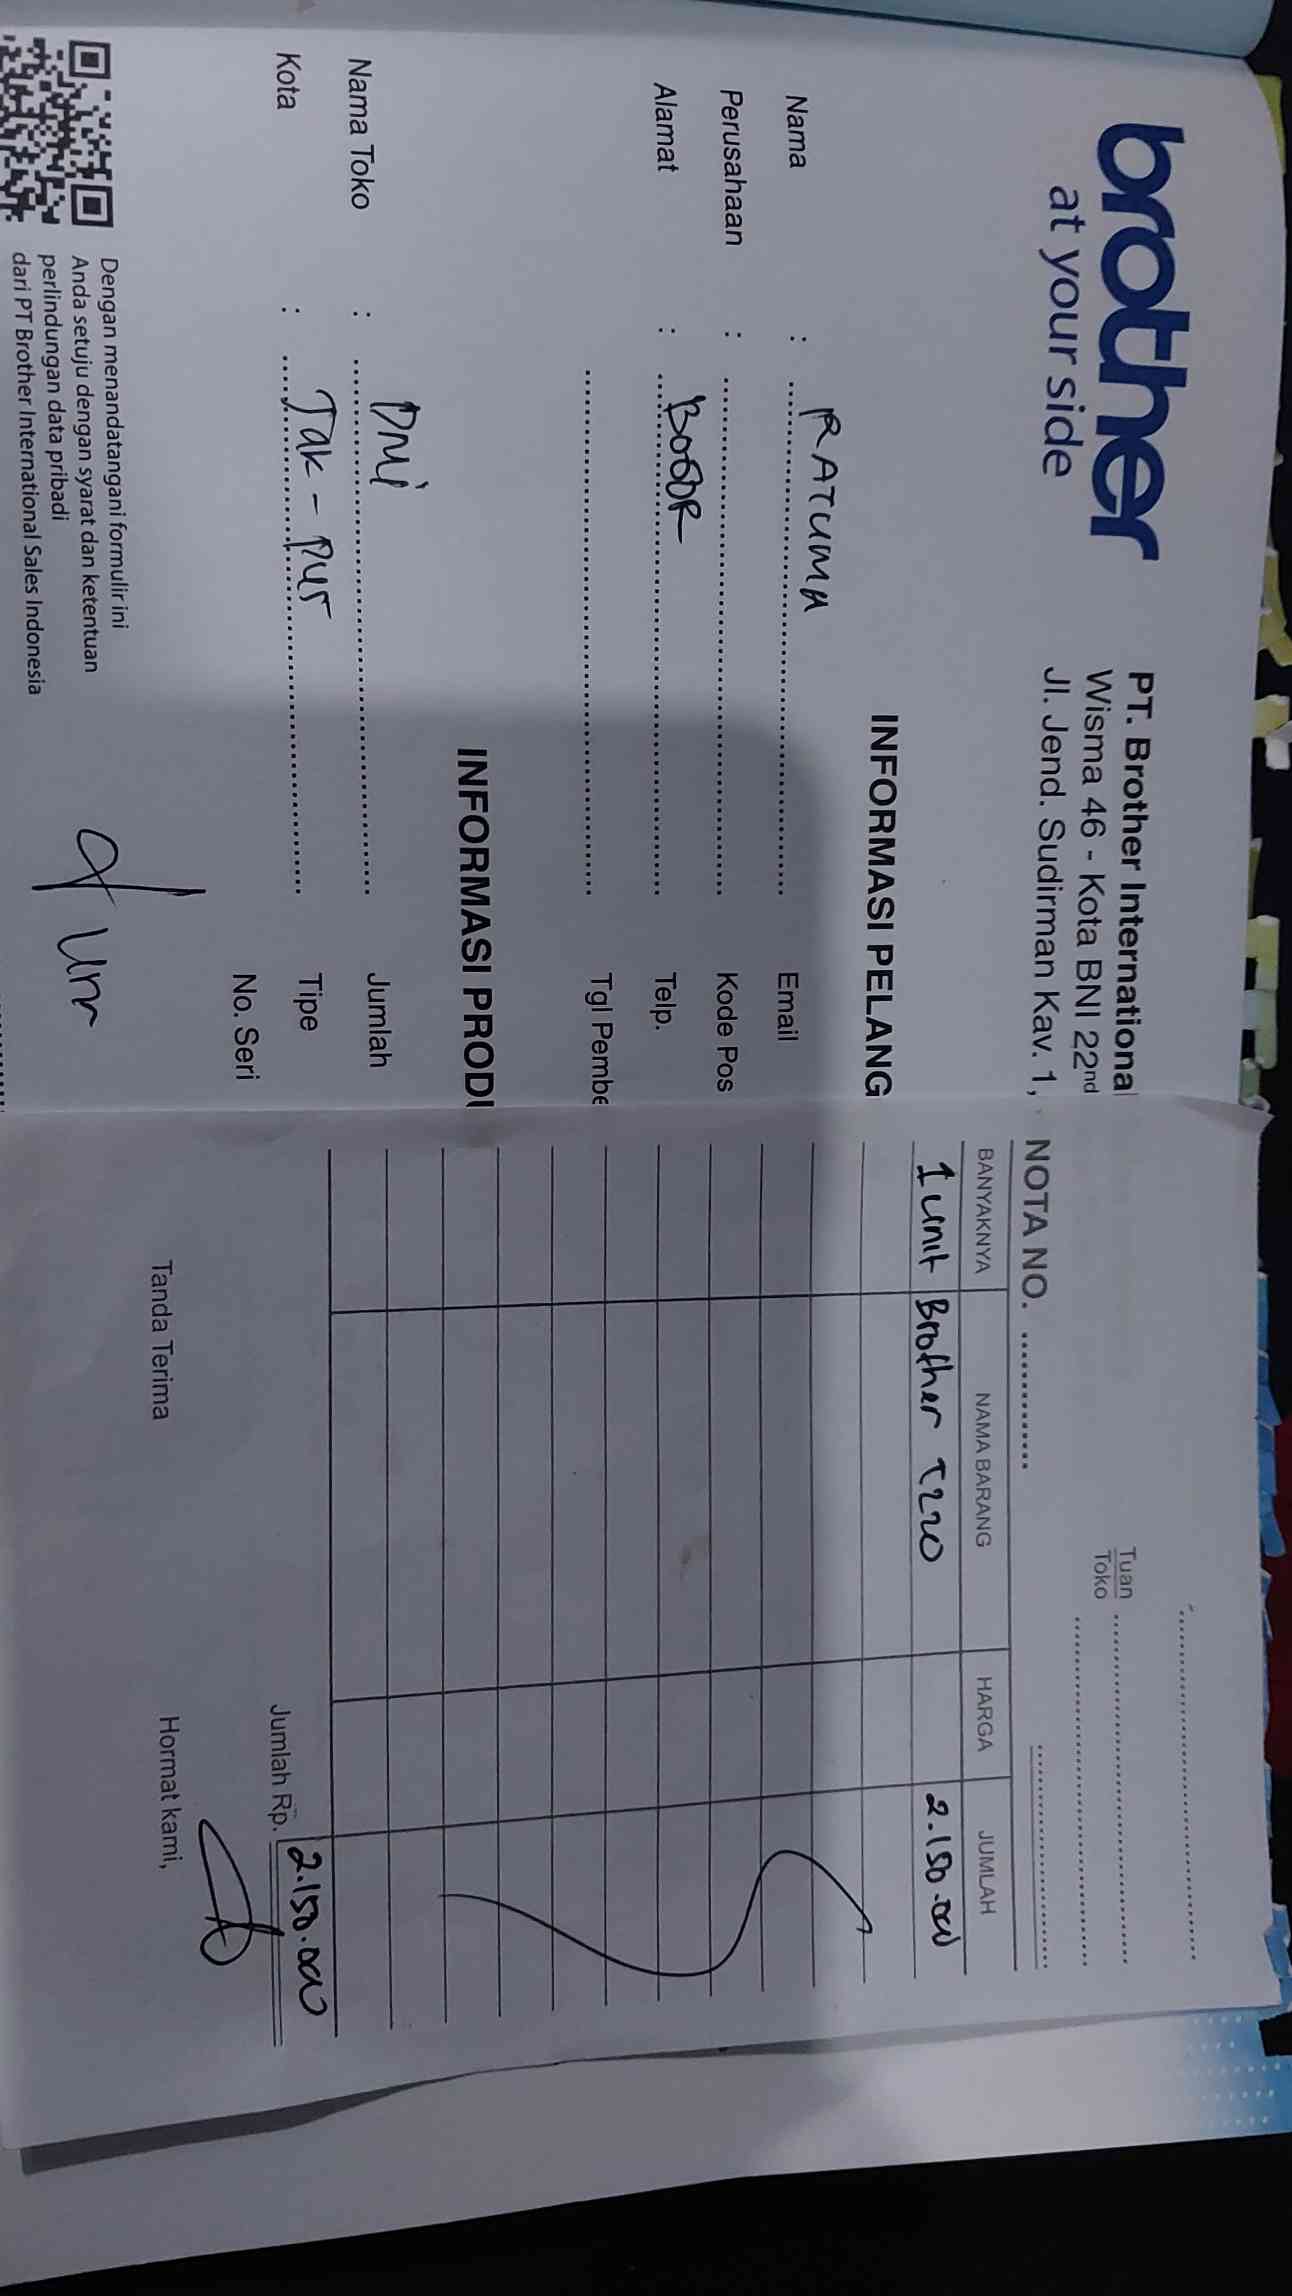 brother
at your side
PT. Brother International
Wisma 46 - Kota BNI 22nd
Jl. Jend. Sudirman Kav. 1,
INFORMASI PELANG
Nama : RATUMA
Perusahaan :
Alamat : BOGOR
Email
Kode Pos
Telp.
Tgl Pembe
INFORMASI PRODU
Nama Toko : DMI
Kota : Jak - Pus
Jumlah
Tipe
No. Seri
Dengan menandatangani formulir ini
Anda setuju dengan syarat dan ketentuan
perlindungan data pribadi
dari PT Brother International Sales Indonesia
Tuan
Toko
NOTA NO.
BANYAKNYA NAMA BARANG HARGA JUMLAH
1 unit Brother T220 2.150.000
Jumlah Rp. 2.150.000
Tanda Terima Hormat kami,